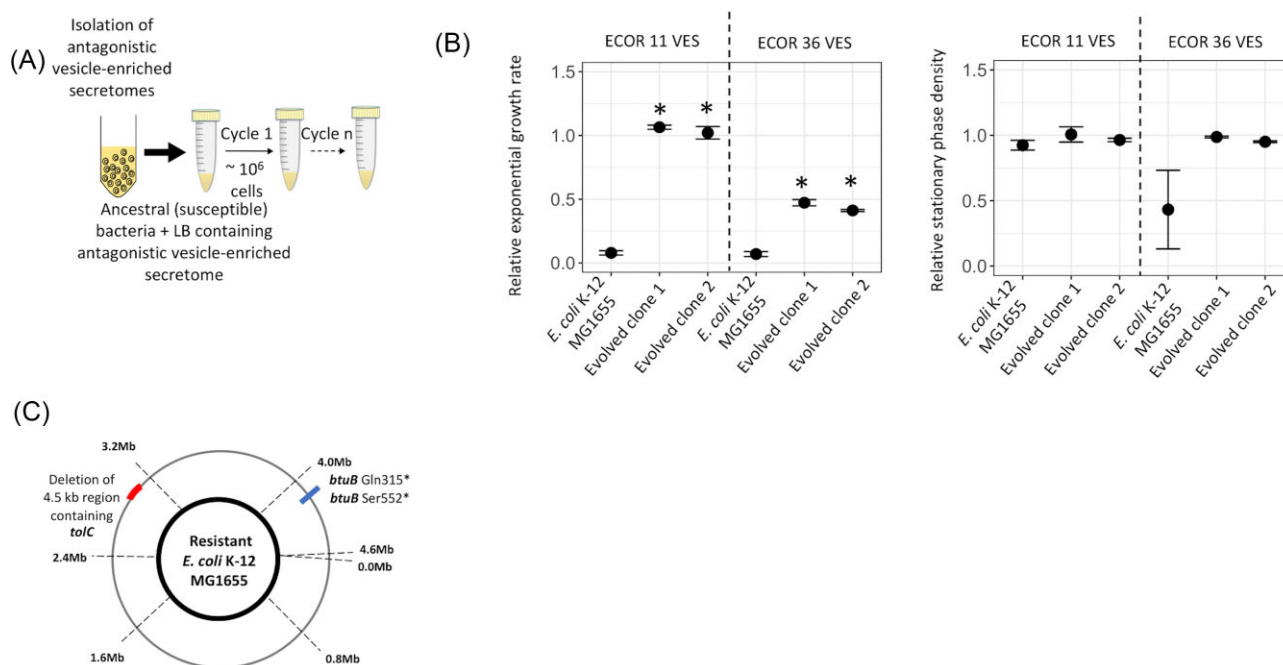 (A)
Isolation of
antagonistic
vesicle-enriched
secretomes
Cycle 1
Cycle n
~ 10⁶
cells
Ancestral (susceptible)
bacteria + LB containing
antagonistic vesicle-enriched
secretome
(B)
ECOR 11 VES
ECOR 36 VES
Relative exponential growth rate
1.5
1.0
0.5
0.0
*
*
*
*
E. coli K-12
MG1655
Evolved clone 1
Evolved clone 2
E. coli K-12
MG1655
Evolved clone 1
Evolved clone 2
ECOR 11 VES
ECOR 36 VES
Relative stationary phase density
1.5
1.0
0.5
0.0
E. coli K-12
MG1655
Evolved clone 1
Evolved clone 2
E. coli K-12
MG1655
Evolved clone 1
Evolved clone 2
(C)
3.2Mb
4.0Mb
btuB Gln315*
btuB Ser552*
Deletion of
4.5 kb region
containing
tolC
2.4Mb
Resistant
E. coli K-12
MG1655
4.6Mb
0.0Mb
1.6Mb
0.8Mb